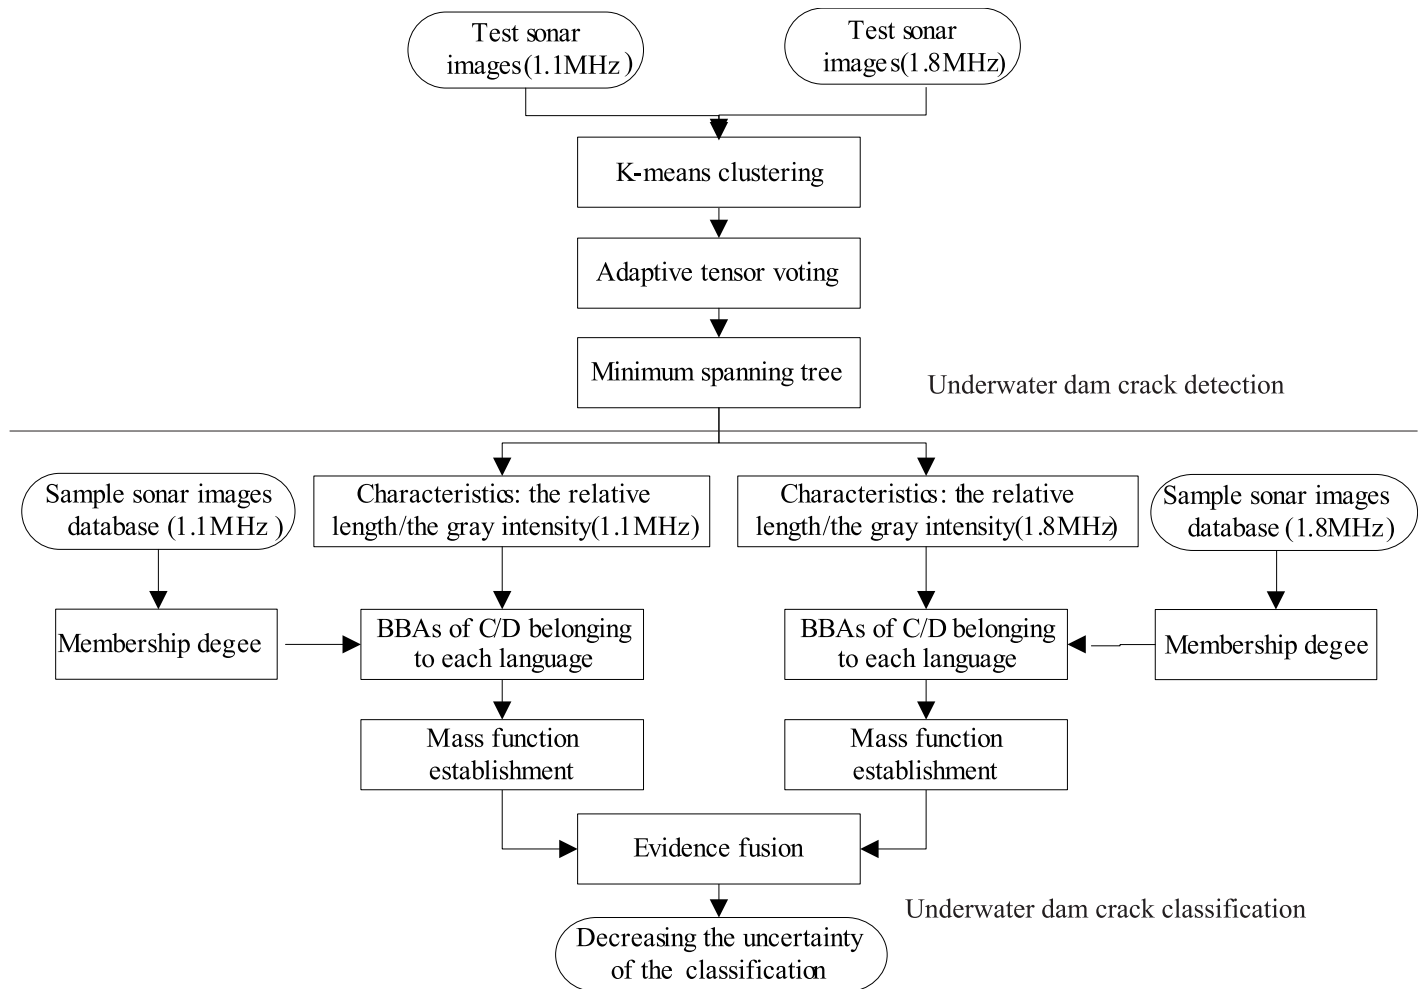 Test sonar
images(1.1MHz)
Test sonar
images(1.8MHz)
K-means clustering
Adaptive tensor voting
Minimum spanning tree
Underwater dam crack detection
Sample sonar images
database (1.1MHz)
Characteristics: the relative
length/the gray intensity(1.1MHz)
Characteristics: the relative
length/the gray intensity(1.8MHz)
Sample sonar images
database (1.8MHz)
Membership degee
BBAs of C/D belonging
to each language
BBAs of C/D belonging
to each language
Membership degee
Mass function
establishment
Mass function
establishment
Evidence fusion
Underwater dam crack classification
Decreasing the uncertainty
of the classification